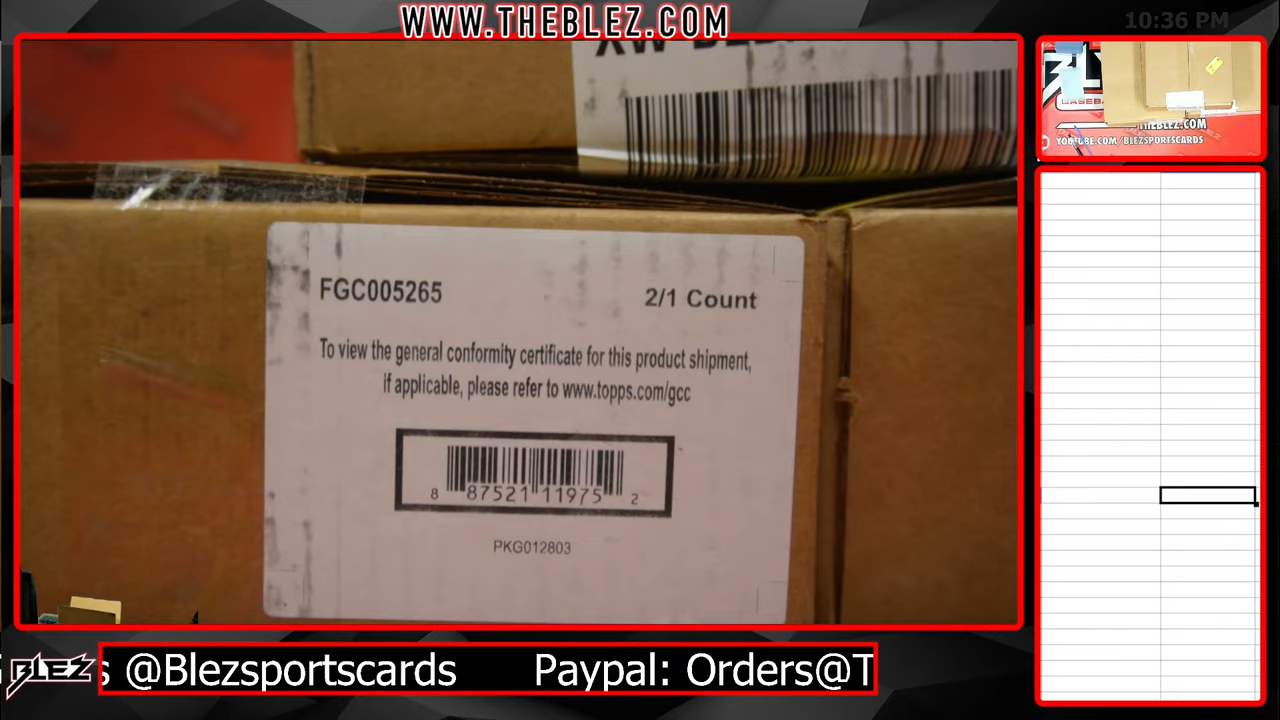 WWW.THEBLEZ.COM
10:36 PM
FGC005265
2/1 Count
To view the general conformity certificate for this product shipment,
if applicable, please refer to www.topps.com/gcc
8 87521 11975 2
PKG012803
THEBLEZ.COM
YOUTUBE.COM/BLEZSPORTSCARDS
BLEZ
s @Blezsportscards Paypal: Orders@T